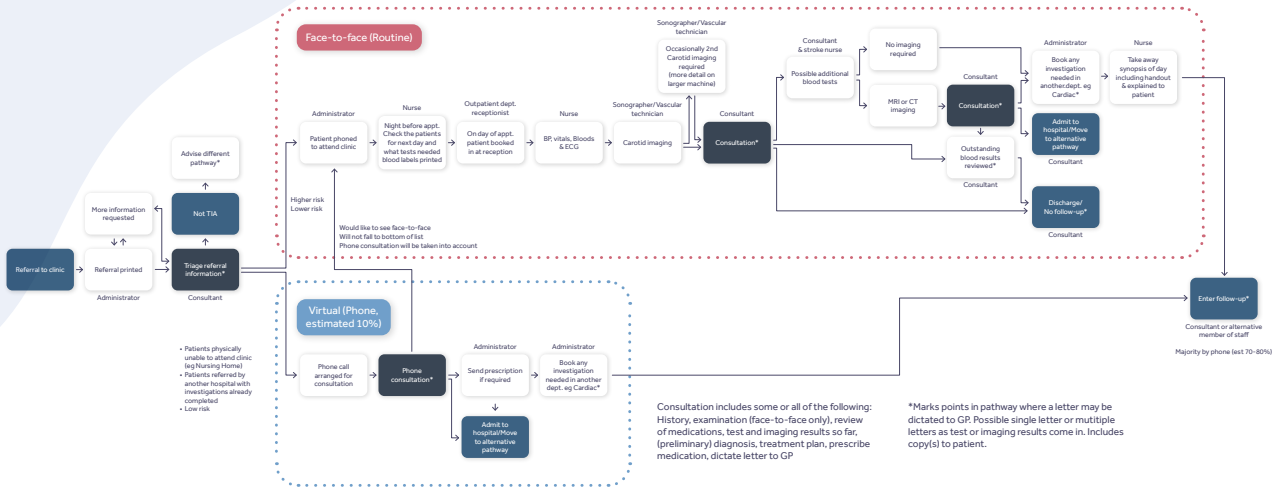 Face-to-face (Routine)
Sonographer/Vascular
technician
Occasionally 2nd
Carotid imaging
required
(more detail on
larger machine)
Consultant
& stroke nurse
Possible additional
blood tests
No imaging
required
MRI or CT
imaging
Consultant
Consultation*
Administrator
Book any
investigation
needed in
another.dept. eg
Cardiac*
Nurse
Take away
synopsis of day
including handout
& explained to
patient
Administrator
Patient phoned
to attend clinic
Nurse
Night before appt.
Check the patients
for next day and
what tests needed
blood labels printed
Outpatient dept.
receptionist
On day of appt.
patient booked
in at reception
Nurse
BP, vitals, Bloods
& ECG
Sonographer/Vascular
technician
Carotid imaging
Consultant
Consultation*
Admit to
hospital/Move
to alternative
pathway
Consultant
Outstanding
blood results
reviewed*
Consultant
Discharge/
No follow-up*
Consultant
Advise different
pathway*
More information
requested
Not TIA
Referral to clinic
Referral printed
Administrator
Triage referral
information*
Consultant
Higher risk
Lower risk
Would like to see face-to-face
Will not fall to bottom of list
Phone consultation will be taken into account
Enter follow-up*
Consultant or alternative
member of staff
Majority by phone (est 70-80%)
Virtual (Phone,
estimated 10%)
• Patients physically
unable to attend clinic
(eg Nursing Home)
• Patients referred by
another hospital with
investigations already
completed
• Low risk
Phone call
arranged for
consultation
Phone
consultation*
Administrator
Send prescription
if required
Administrator
Book any
investigation
needed in another
dept. eg Cardiac*
Admit to
hospital/Move
to alternative
pathway
Consultation includes some or all of the following:
History, examination (face-to-face only), review
of medications, test and imaging results so far,
(preliminary) diagnosis, treatment plan, prescribe
medication, dictate letter to GP
*Marks points in pathway where a letter may be
dictated to GP. Possible single letter or mutitiple
letters as test or imaging results come in. Includes
copy(s) to patient.